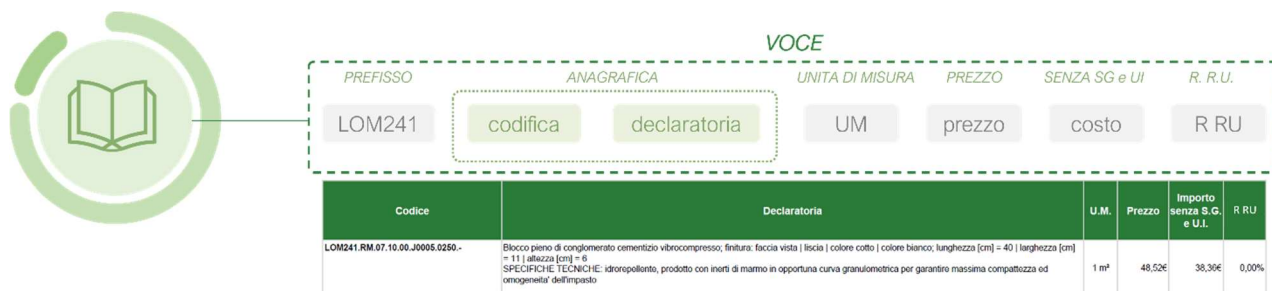 VOCE
PREFISSO ANAGRAFICA UNITA DI MISURA PREZZO SENZA SG e UI R. R.U.
LOM241 codifica declaratoria UM prezzo costo R RU
Codice Declaratoria U.M. Prezzo Importo senza S.G. e U.I. R RU
LOM241.RM.07.10.00.J0005.0250.- Blocco pieno di conglomerato cementizio vibrocompresso; finitura: faccia vista | liscia | colore cotto | colore bianco; lunghezza [cm] = 40 | larghezza [cm]
= 11 | altezza [cm] = 6
SPECIFICHE TECNICHE: idrorepellente, prodotto con inerti di marmo in opportuna curva granulometrica per garantire massima compattezza ed
omogeneita' dell'impasto
1 m² 48,52€ 38,36€ 0,00%